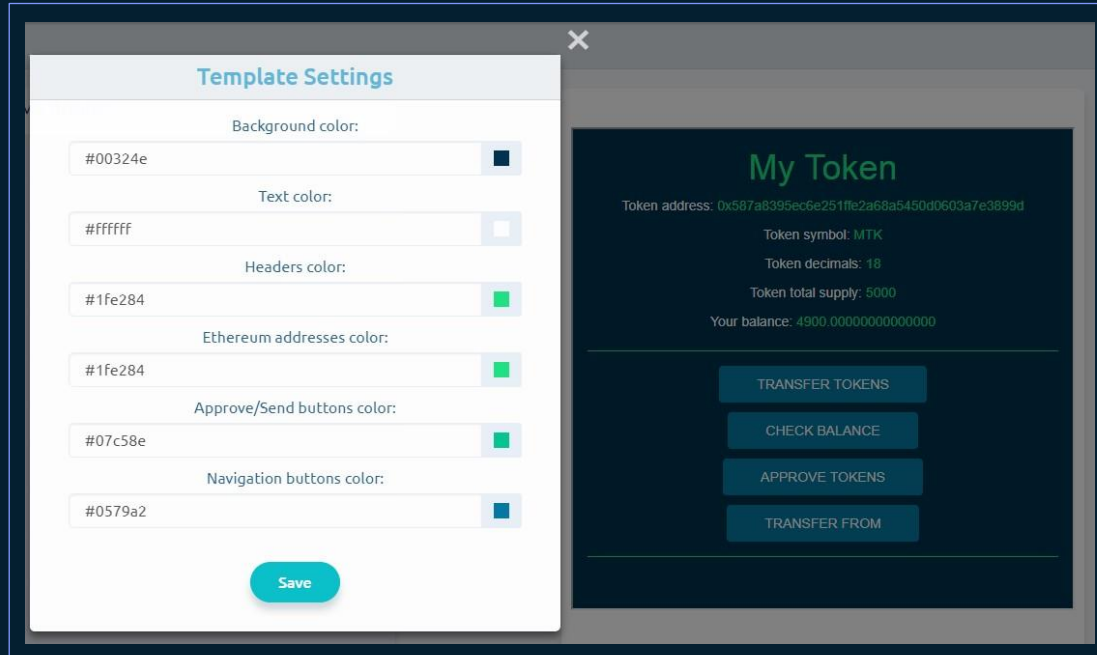 Template Settings
Background color:
#00324e
Text color:
#ffffff
Headers color:
#1fe284
Ethereum addresses color:
#1fe284
Approve/Send buttons color:
#07c58e
Navigation buttons color:
#0579a2
Save
My Token
Token address: 0x587a8395ec6e251ffe2a68a5450d0603a7e3899d
Token symbol: MTK
Token decimals: 18
Token total supply: 5000
Your balance: 4900.00000000000000
TRANSFER TOKENS
CHECK BALANCE
APPROVE TOKENS
TRANSFER FROM